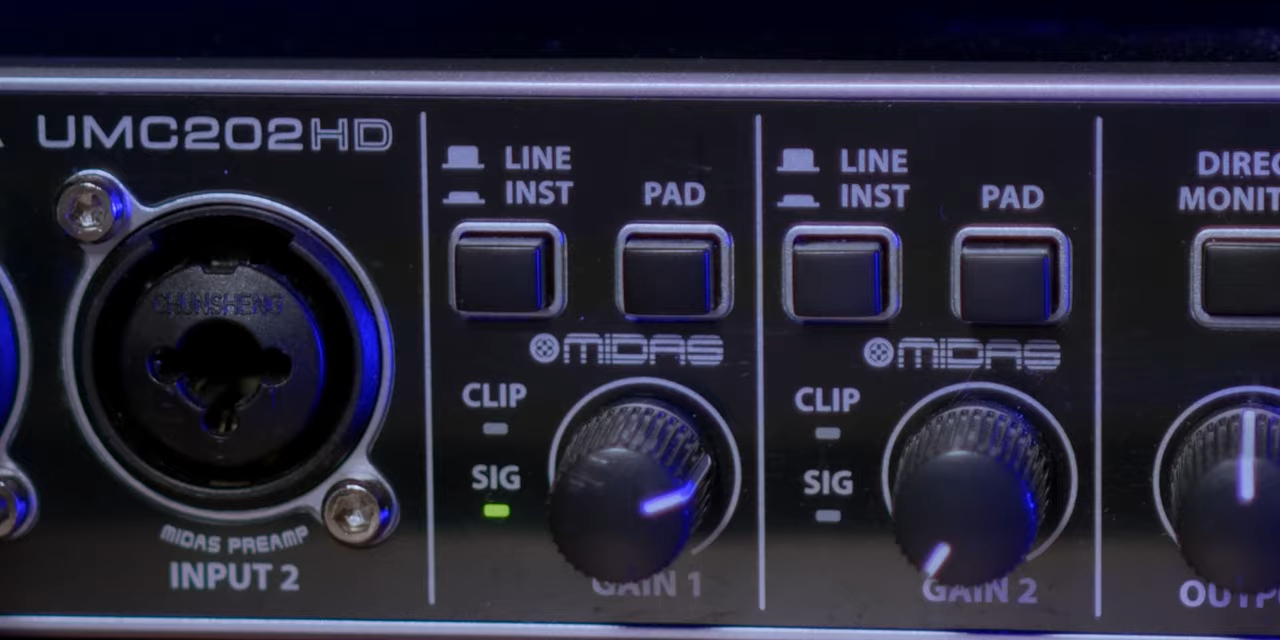 UMC202HD
CHUNSHENG
MIDAS PREAMP
INPUT 2
LINE
INST
PAD
MIDAS
CLIP
SIG
GAIN 1
LINE
INST
PAD
MIDAS
CLIP
SIG
GAIN 2
DIREC
MONIT
OUTP